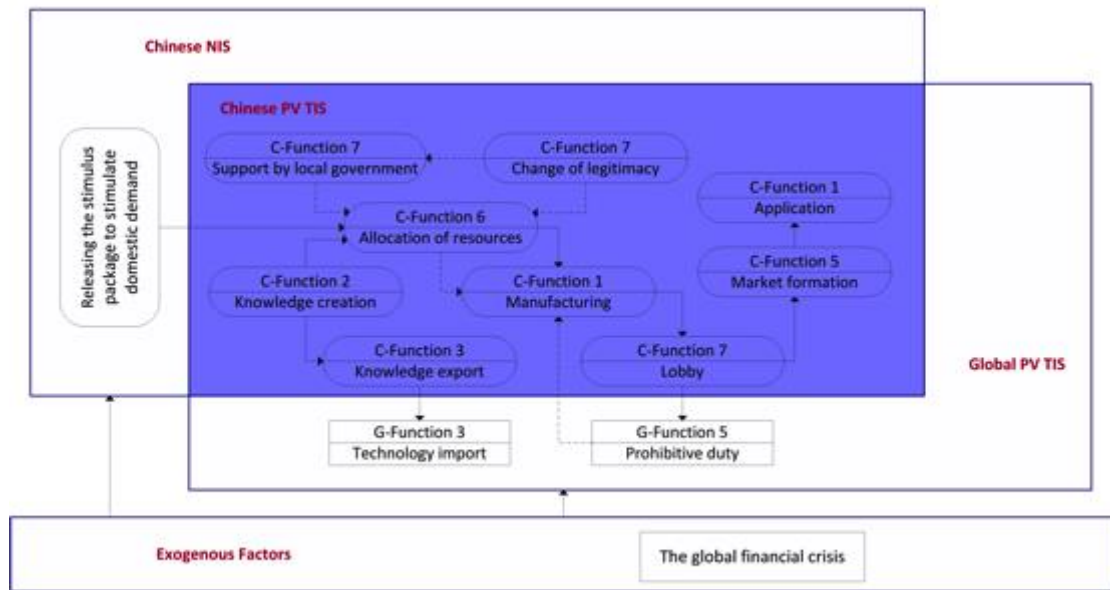 Chinese NIS
Chinese PV TIS
Releasing the stimulus
package to stimulate
domestic demand
C-Function 7
Support by local government
C-Function 7
Change of legitimacy
C-Function 6
Allocation of resources
C-Function 1
Application
C-Function 2
Knowledge creation
C-Function 1
Manufacturing
C-Function 5
Market formation
C-Function 3
Knowledge export
C-Function 7
Lobby
Global PV TIS
G-Function 3
Technology import
G-Function 5
Prohibitive duty
Exogenous Factors
The global financial crisis